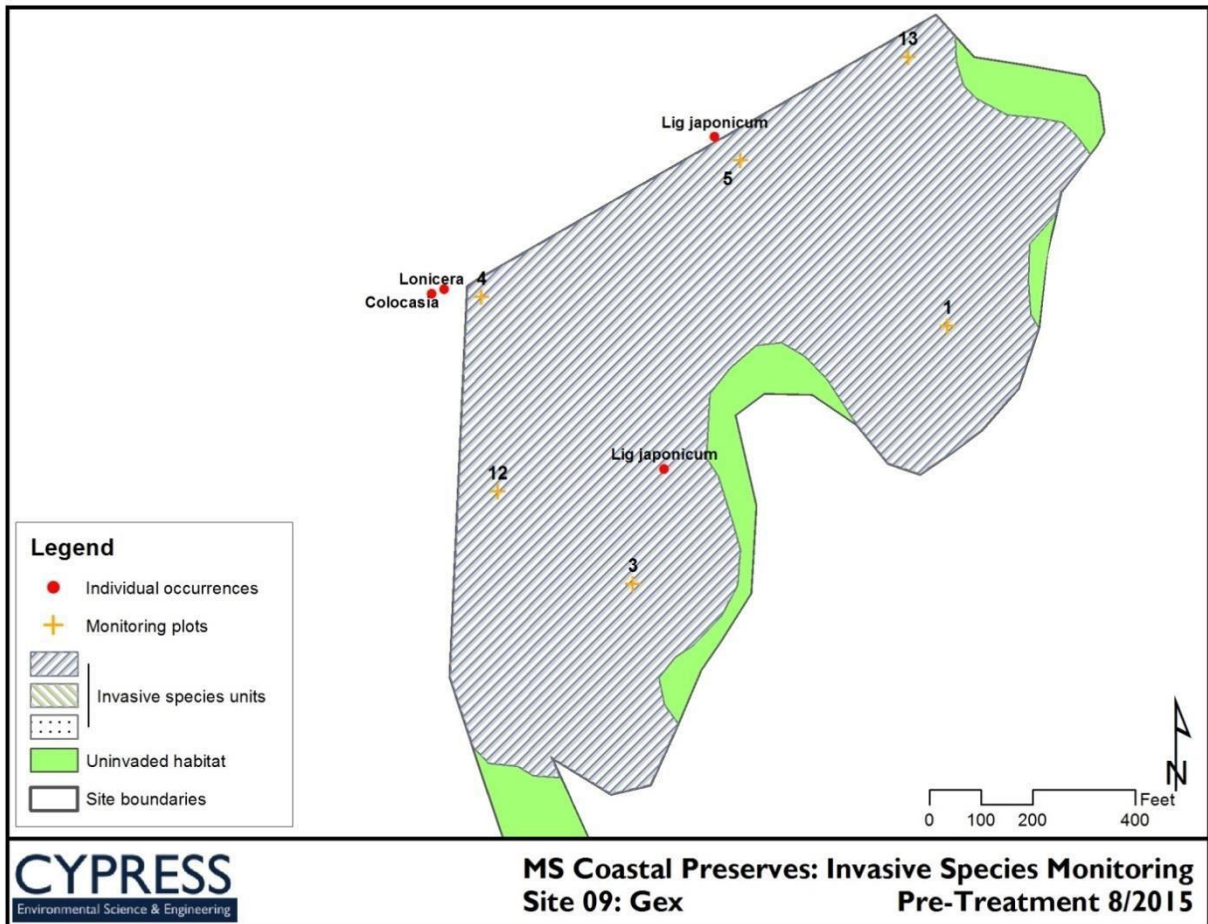 13
Lig japonicum
5
Lonicera
4
Colocasia
1
Lig japonicum
12
3
Legend
Individual occurrences
Monitoring plots
Invasive species units
Uninvaded habitat
Site boundaries
N
Feet
0 100 200 400
CYPRESS
Environmental Science & Engineering
MS Coastal Preserves: Invasive Species Monitoring
Site 09: Gex Pre-Treatment 8/2015